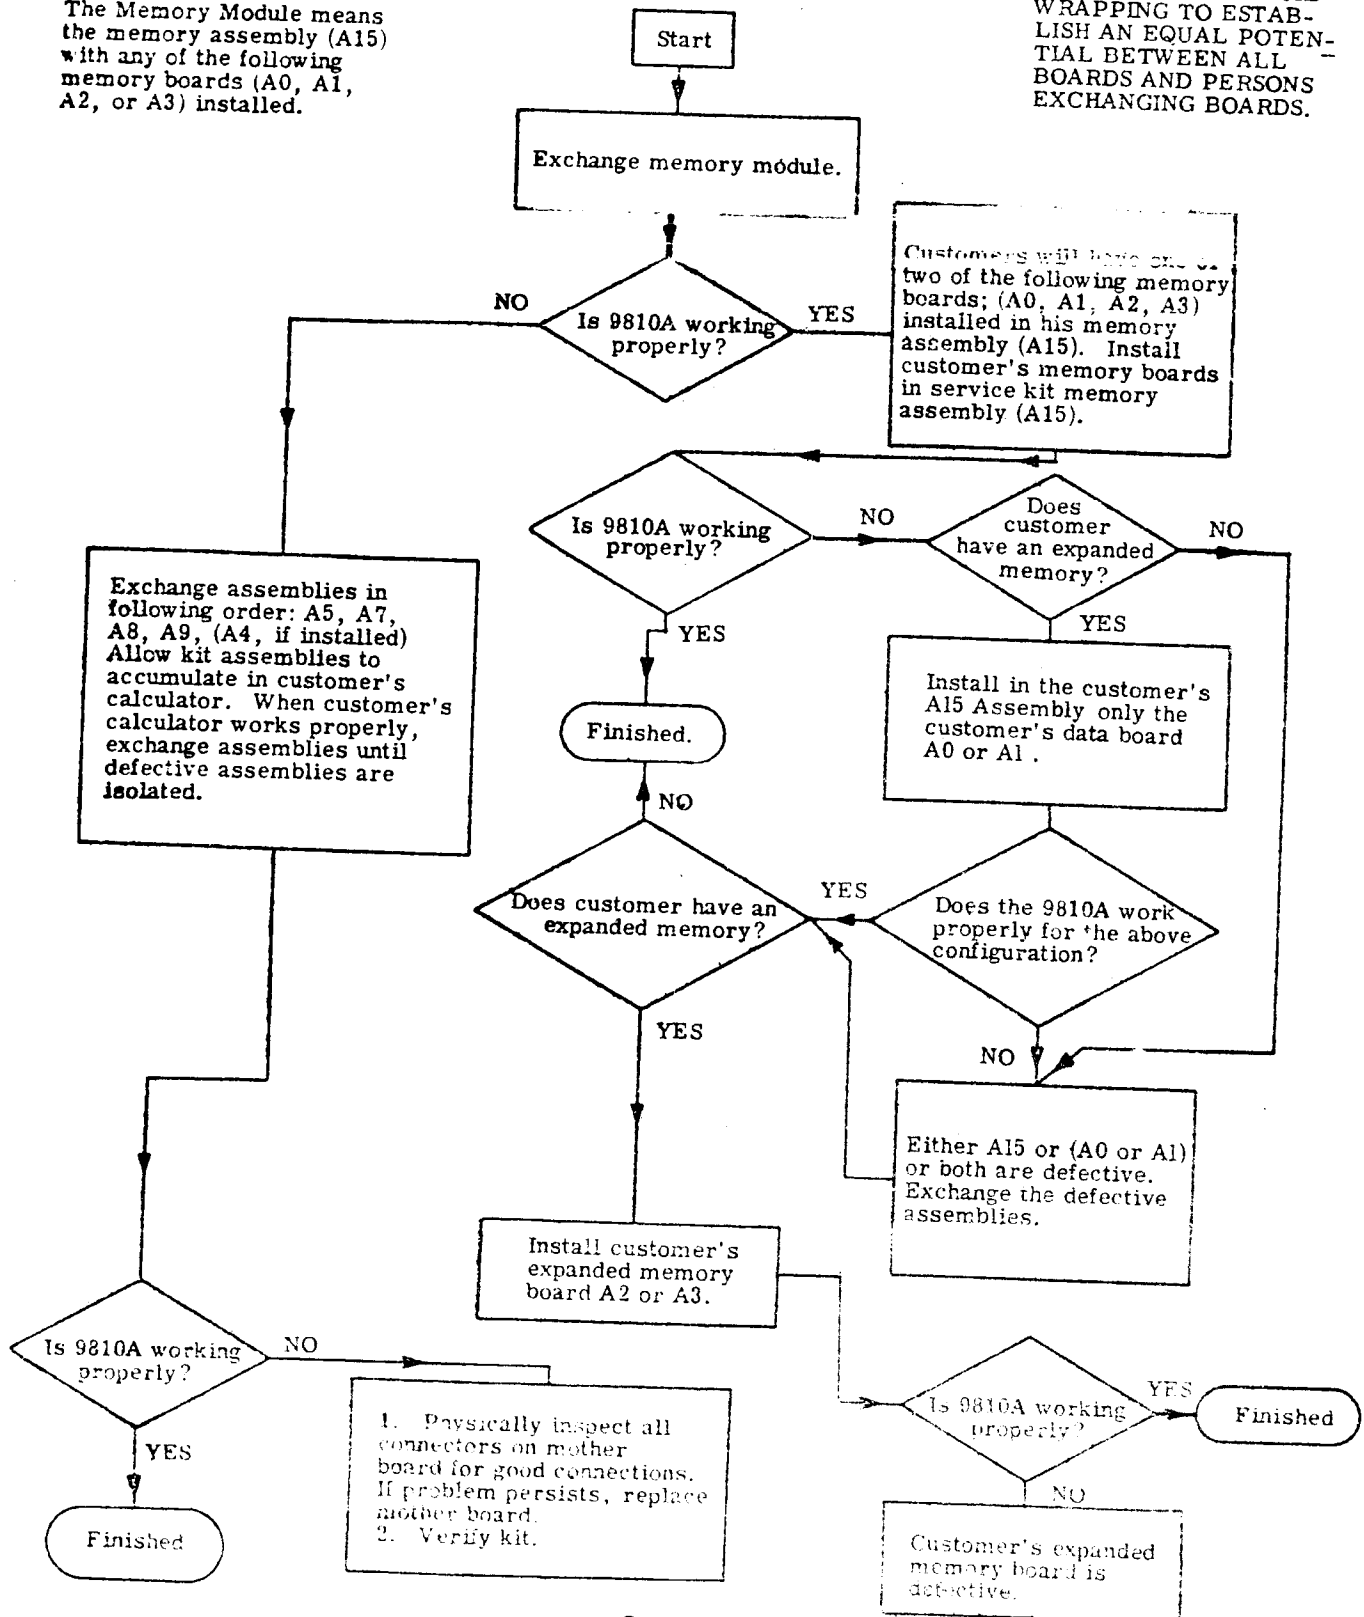 The Memory Module means
the memory assembly (A15)
with any of the following
memory boards (A0, A1,
A2, or A3) installed.
WRAPPING TO ESTAB-
LISH AN EQUAL POTEN-
TIAL BETWEEN ALL
BOARDS AND PERSONS
EXCHANGING BOARDS.
Start
Exchange memory module.
Is 9810A working
properly?
NO
YES
Customers will have one or
two of the following memory
boards; (A0, A1, A2, A3)
installed in his memory
assembly (A15). Install
customer's memory boards
in service kit memory
assembly (A15).
Is 9810A working
properly?
NO
YES
Does
customer
have an expanded
memory?
NO
YES
Exchange assemblies in
following order: A5, A7,
A8, A9, (A4, if installed)
Allow kit assemblies to
accumulate in customer's
calculator. When customer's
calculator works properly,
exchange assemblies until
defective assemblies are
isolated.
Finished.
Install in the customer's
A15 Assembly only the
customer's data board
A0 or A1 .
NO
Does customer have an
expanded memory?
YES
YES
Does the 9810A work
properly for the above
configuration?
NO
Either A15 or (A0 or A1)
or both are defective.
Exchange the defective
assemblies.
Install customer's
expanded memory
board A2 or A3.
Is 9810A working
properly?
NO
YES
Finished
1. Physically inspect all
connectors on mother
board for good connections.
If problem persists, replace
mother board.
2. Verify kit.
Is 9810A working
properly?
YES
Finished
NO
Customer's expanded
memory board is
defective.